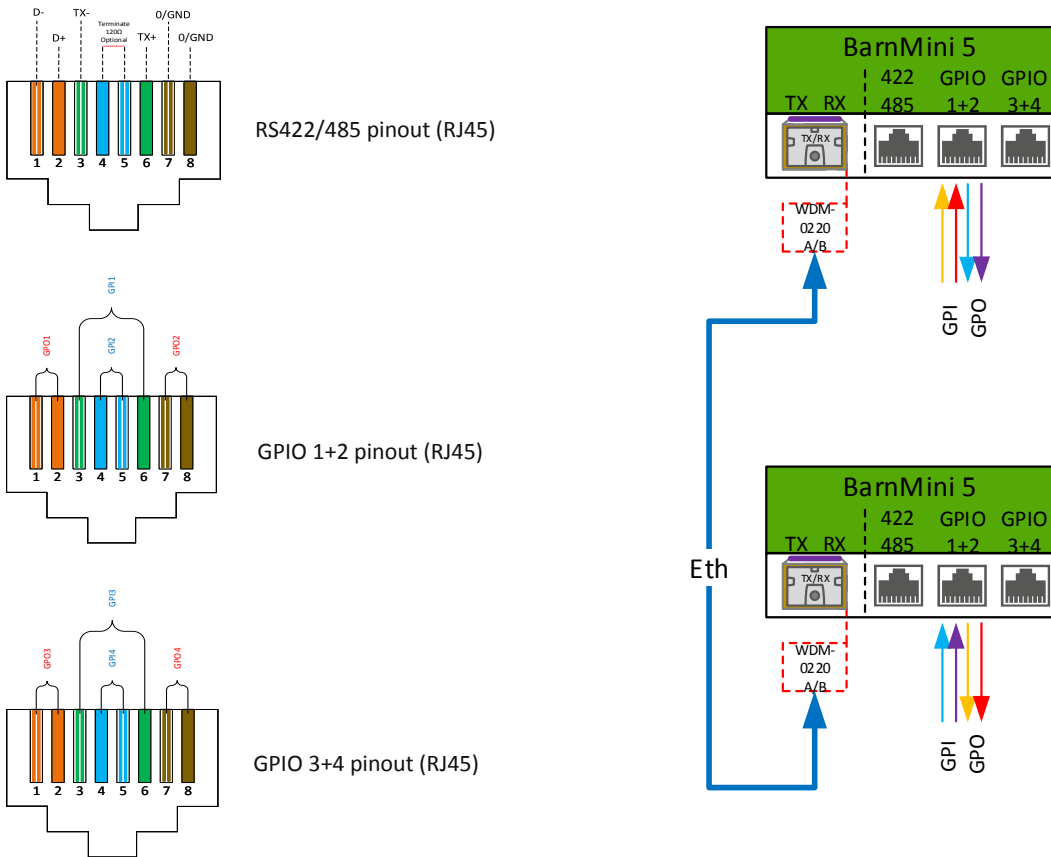 D-
TX-
0/GND
D+
Terminate
120Ω
Optional
TX+
0/GND
1 2 3 4 5 6 7 8
RS422/485 pinout (RJ45)
GPI1
GPO1
GPI2
GPO2
1 2 3 4 5 6 7 8
GPIO 1+2 pinout (RJ45)
GPI3
GPO3
GPI4
GPO4
1 2 3 4 5 6 7 8
GPIO 3+4 pinout (RJ45)
BarnMini 5
422 GPIO GPIO
TX RX 485 1+2 3+4
TX/RX
WDM-
0220
A/B
GPI
GPO
Eth
BarnMini 5
422 GPIO GPIO
TX RX 485 1+2 3+4
TX/RX
WDM-
0220
A/B
GPI
GPO